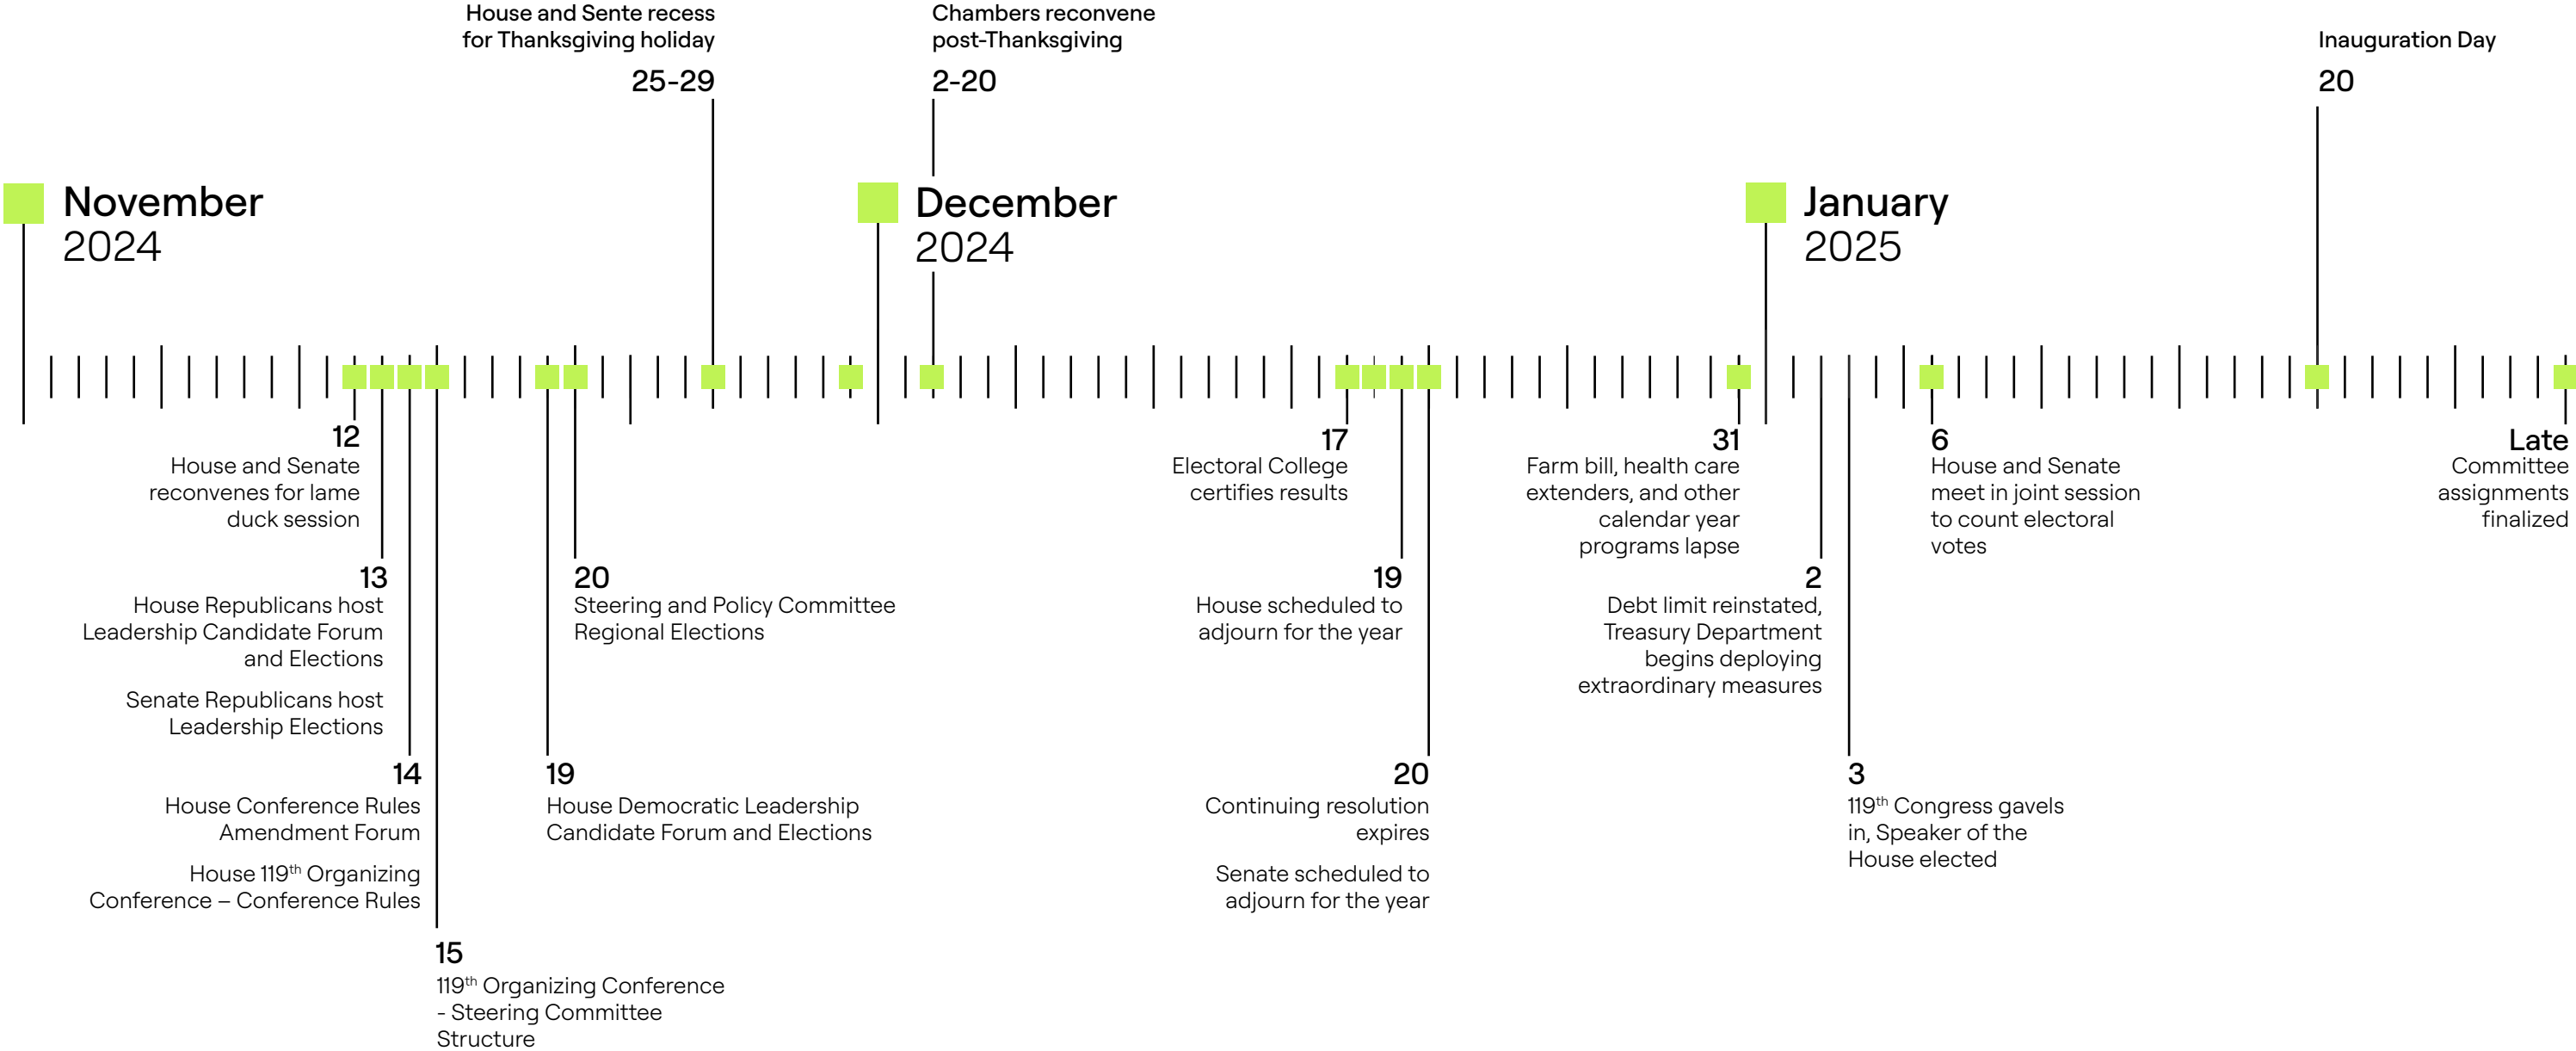 House and Sente recess
for Thanksgiving holiday
25-29
Chambers reconvene
post-Thanksgiving
2-20
Inauguration Day
20
November
2024
December
2024
January
2025
12
House and Senate
reconvenes for lame
duck session
13
House Republicans host
Leadership Candidate Forum
and Elections
Senate Republicans host
Leadership Elections
14
House Conference Rules
Amendment Forum
House 119th Organizing
Conference – Conference Rules
15
119th Organizing Conference
- Steering Committee
Structure
20
Steering and Policy Committee
Regional Elections
19
House Democratic Leadership
Candidate Forum and Elections
17
Electoral College
certifies results
19
House scheduled to
adjourn for the year
20
Continuing resolution
expires
Senate scheduled to
adjourn for the year
31
Farm bill, health care
extenders, and other
calendar year
programs lapse
2
Debt limit reinstated,
Treasury Department
begins deploying
extraordinary measures
3
119th Congress gavels
in, Speaker of the
House elected
6
House and Senate
meet in joint session
to count electoral
votes
Late
Committee
assignments
finalized